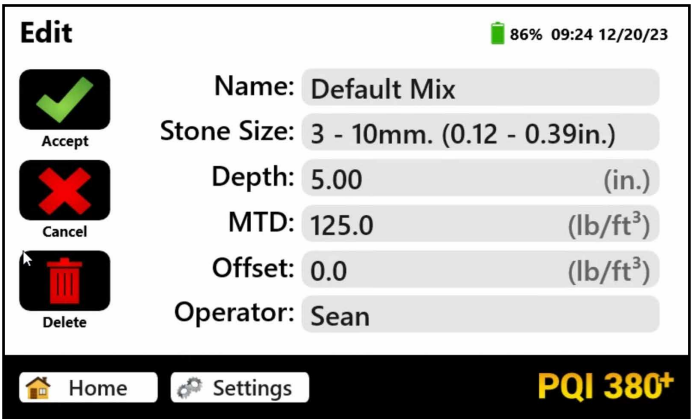 Edit
86% 09:24 12/20/23
Accept
Cancel
Delete
Name: Default Mix
Stone Size: 3 - 10mm. (0.12 - 0.39in.)
Depth: 5.00 (in.)
MTD: 125.0 (lb/ft³)
Offset: 0.0 (lb/ft³)
Operator: Sean
Home
Settings
PQI 380+